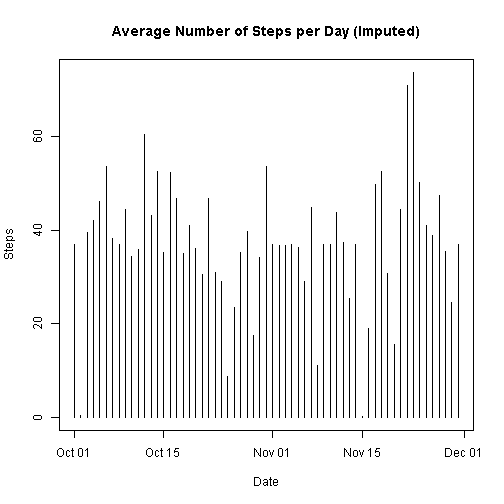 Average Number of Steps per Day (Imputed)
Steps
60
40
20
0
Oct 01
Oct 15
Nov 01
Nov 15
Dec 01
Date